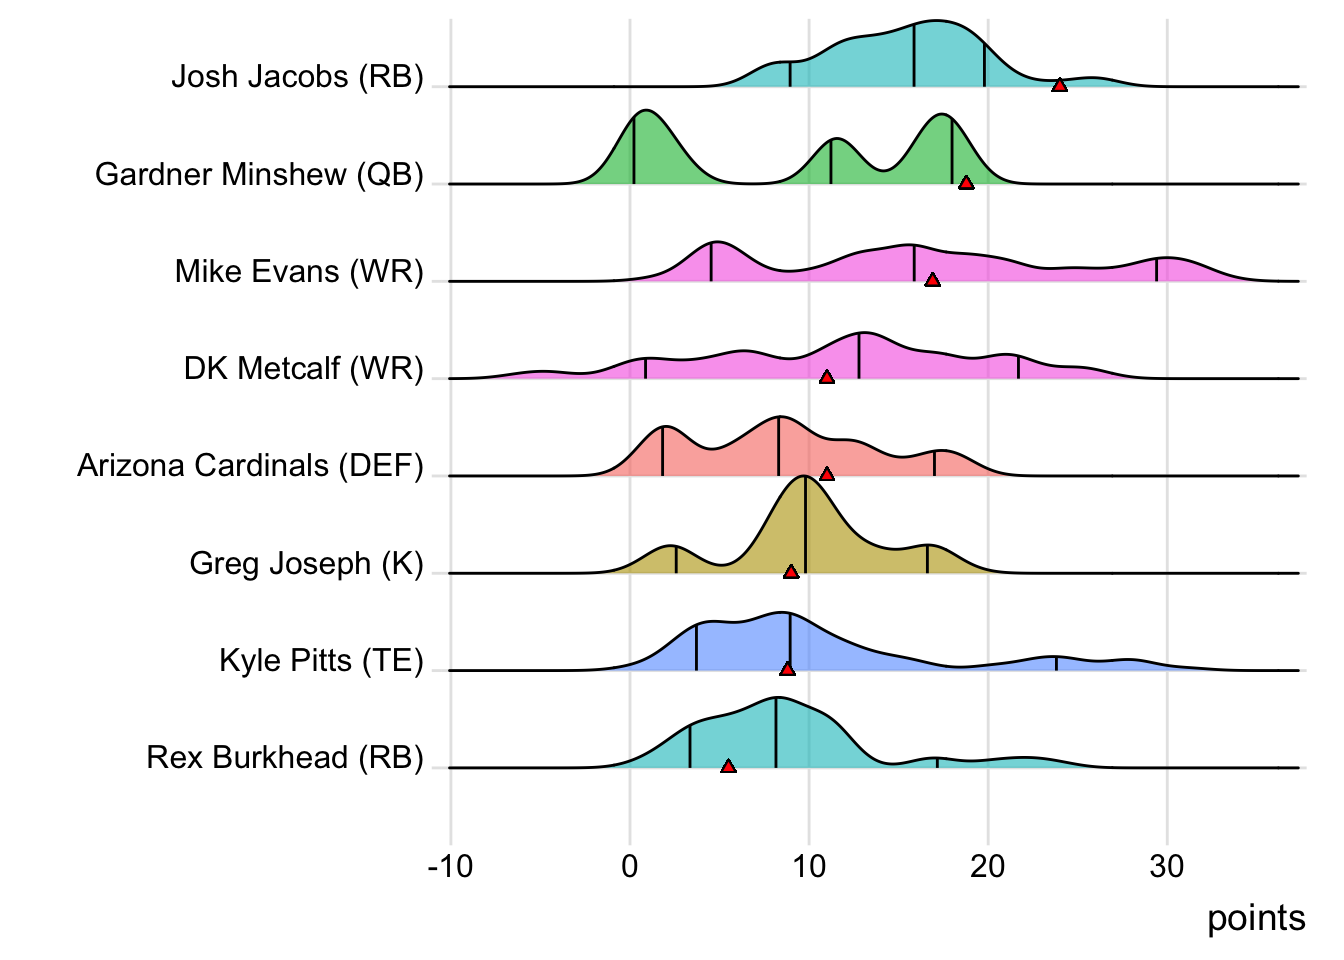 Josh Jacobs (RB)
Gardner Minshew (QB)
Mike Evans (WR)
DK Metcalf (WR)
Arizona Cardinals (DEF)
Greg Joseph (K)
Kyle Pitts (TE)
Rex Burkhead (RB)
-10 0 10 20 30
points